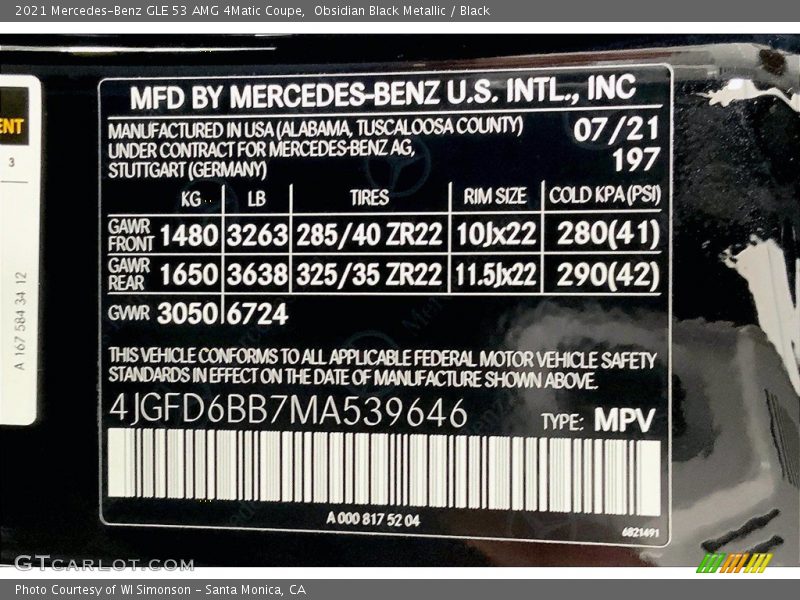 2021 Mercedes-Benz GLE 53 AMG 4Matic Coupe, Obsidian Black Metallic / Black
MFD BY MERCEDES-BENZ U.S. INTL., INC
MANUFACTURED IN USA (ALABAMA, TUSCALOOSA COUNTY) 07/21
UNDER CONTRACT FOR MERCEDES-BENZ AG, 197
STUTTGART (GERMANY)
KG LB TIRES RIM SIZE COLD KPA (PSI)
GAWR FRONT 1480 3263 285/40 ZR22 10Jx22 280(41)
GAWR REAR 1650 3638 325/35 ZR22 11.5Jx22 290(42)
GVWR 3050 6724
THIS VEHICLE CONFORMS TO ALL APPLICABLE FEDERAL MOTOR VEHICLE SAFETY
STANDARDS IN EFFECT ON THE DATE OF MANUFACTURE SHOWN ABOVE.
4JGFD6BB7MA539646 TYPE: MPV
A 000 817 52 04
6821491
ENT
3
A 167 584 34 12
GTCARLOT.COM
Photo Courtesy of WI Simonson - Santa Monica, CA